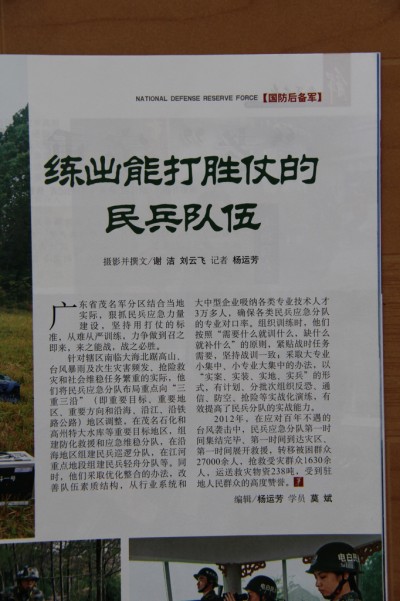 NATIONAL DEFENSE RESERVE FORCE【国防后备军】
练出能打胜仗的
民兵队伍
摄影并撰文/谢 洁 刘云飞 记者 杨运芳
广东省茂名军分区结合当地
实际，狠抓民兵应急力量
建设，坚持用打仗的标
准，从难从严训练，力争做到召之
即来，来之能战，战之必胜。
针对辖区南临大海北踞高山、
台风暴雨及次生灾害频发、抢险救
灾和社会维稳任务繁重的实际，他
们将民兵应急分队布局重点向“三
重三沿”（即重要目标、重要地
区、重要方向和沿海、沿江、沿铁
路公路）地区调整，在茂名石化和
高州特大水库等重要目标地区，组
建防化救援和应急维稳分队，在沿
海地区组建民兵巡逻分队，在江河
重点地段组建民兵轻舟分队等。同
时，他们采取优化整合的办法，改
善队伍素质结构，从行业系统和
大中型企业吸纳各类专业技术人才
3万多人，确保各类民兵应急分队
的专业对口率。组织训练时，他们
按照“需要什么就训什么，缺什么
就补什么”的原则，紧贴战时任务
需要，坚持战训一致；采取大专业
小集中、小专业大集中的办法，以
“实案、实装、实地、实兵”的形
式，有计划、分批次组织反恐、通
信、防空、抢险等实战化演练，有
效提高了民兵分队的实战能力。
2012年，在应对百年不遇的
台风袭击中，民兵应急分队第一时
间集结完毕、第一时间到达灾区、
第一时间展开救援，转移被困群众
27000余人，抢救受灾群众1630余
人，运送救灾物资238吨，受到驻
地人民群众的高度赞誉。
编辑/杨运芳 学员 莫 斌
电白民